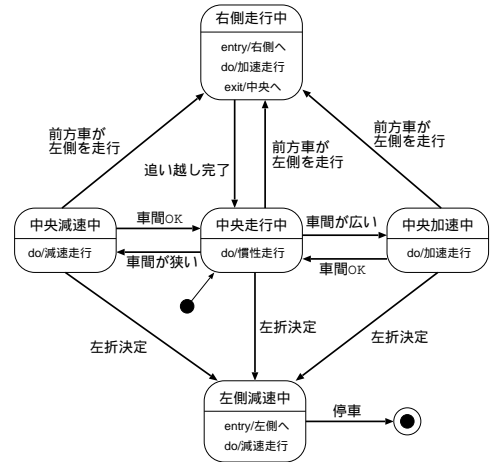 右側走行中
entry/右側へ
do/加速走行
exit/中央へ
前方車が
左側を走行
追い越し完了
前方車が
左側を走行
前方車が
左側を走行
中央減速中
do/減速走行
車間OK
車間が狭い
中央走行中
do/慣性走行
車間が広い
車間OK
中央加速中
do/加速走行
左折決定
左折決定
左折決定
左側減速中
entry/左側へ
do/減速走行
停車